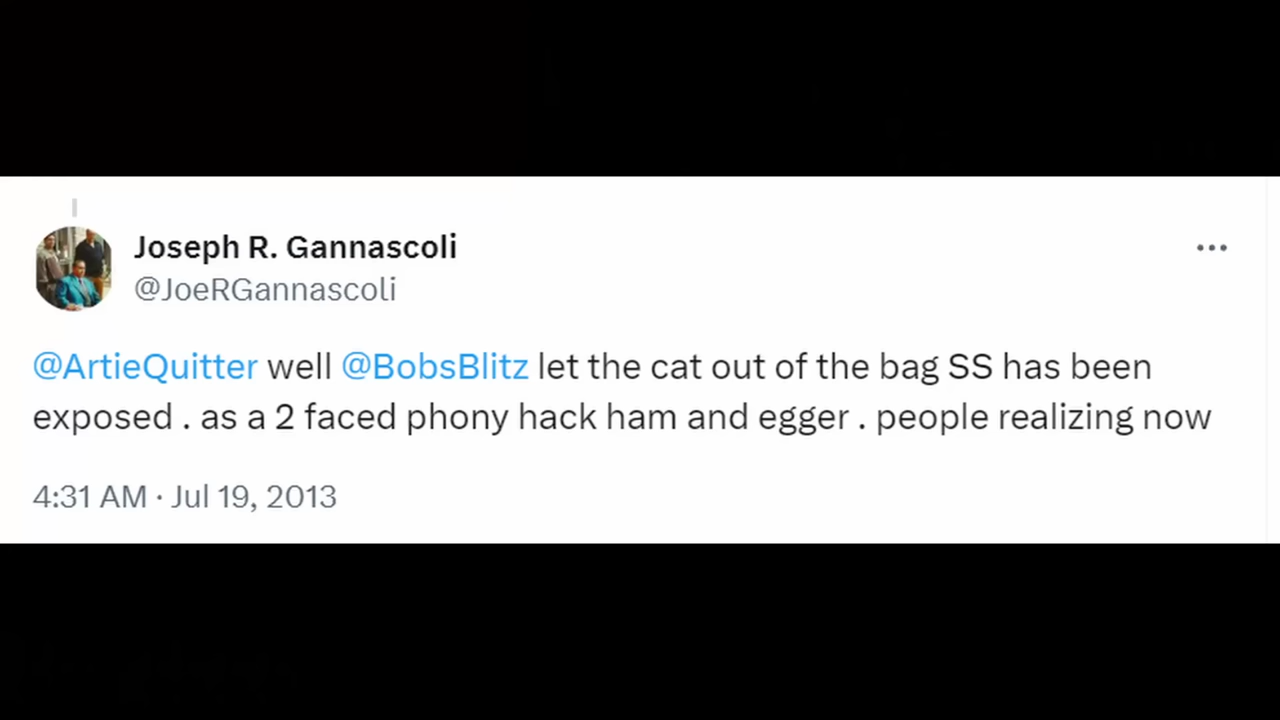 Joseph R. Gannascoli
@JoeRGannascoli
@ArtieQuitter well @BobsBlitz let the cat out of the bag SS has been
exposed . as a 2 faced phony hack ham and egger . people realizing now
4:31 AM · Jul 19, 2013